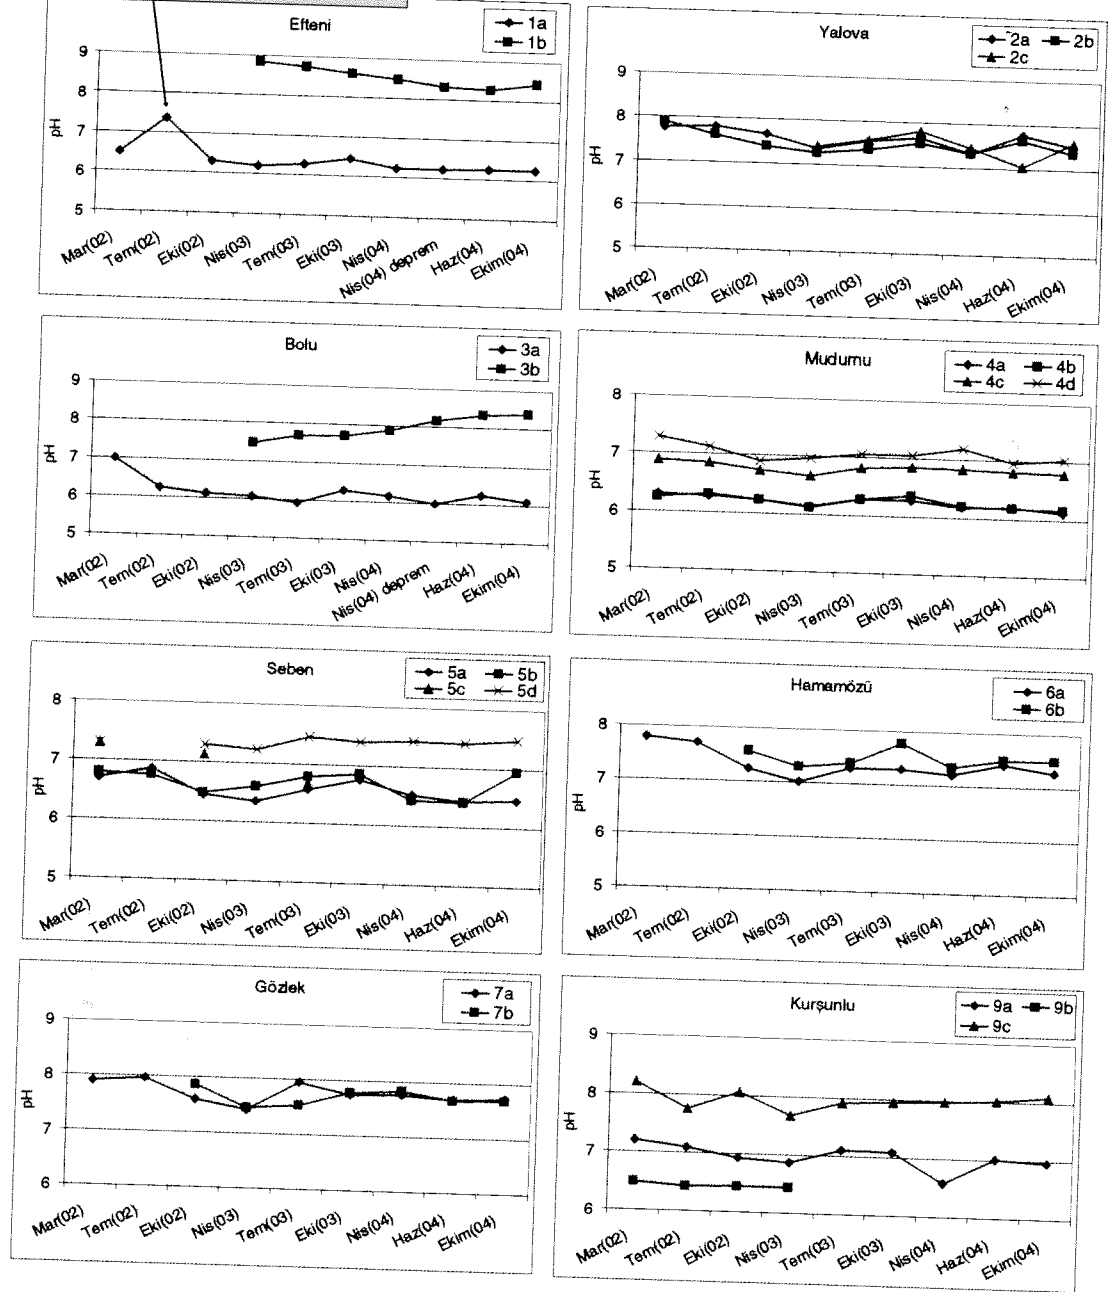 Efteni
1a
1b
9
8
7
6
5
pH
Mar(02) Tem(02) Eki(02) Nis(03) Tem(03) Eki(03) Nis(04) Nis(04) deprem Haz(04) Ekim(04)
Yalova
2a 2b
2c
9
8
7
6
5
pH
Mar(02) Tem(02) Eki(02) Nis(03) Tem(03) Eki(03) Nis(04) Haz(04) Ekim(04)
Bolu
3a
3b
9
8
7
6
5
pH
Mar(02) Tem(02) Eki(02) Nis(03) Tem(03) Eki(03) Nis(04) Nis(04) deprem Haz(04) Ekim(04)
Mudurnu
4a 4b
4c 4d
8
7
6
5
pH
Mar(02) Tem(02) Eki(02) Nis(03) Tem(03) Eki(03) Nis(04) Haz(04) Ekim(04)
Seben
5a 5b
5c 5d
8
7
6
5
pH
Mar(02) Tem(02) Eki(02) Nis(03) Tem(03) Eki(03) Nis(04) Haz(04) Ekim(04)
Hamamözü
6a
6b
8
7
6
5
pH
Mar(02) Tem(02) Eki(02) Nis(03) Tem(03) Eki(03) Nis(04) Haz(04) Ekim(04)
Gözlek
7a
7b
9
8
7
6
pH
Mar(02) Tem(02) Eki(02) Nis(03) Tem(03) Eki(03) Nis(04) Haz(04) Ekim(04)
Kurşunlu
9a 9b
9c
9
8
7
6
pH
Mar(02) Tem(02) Eki(02) Nis(03) Tem(03) Eki(03) Nis(04) Haz(04) Ekim(04)